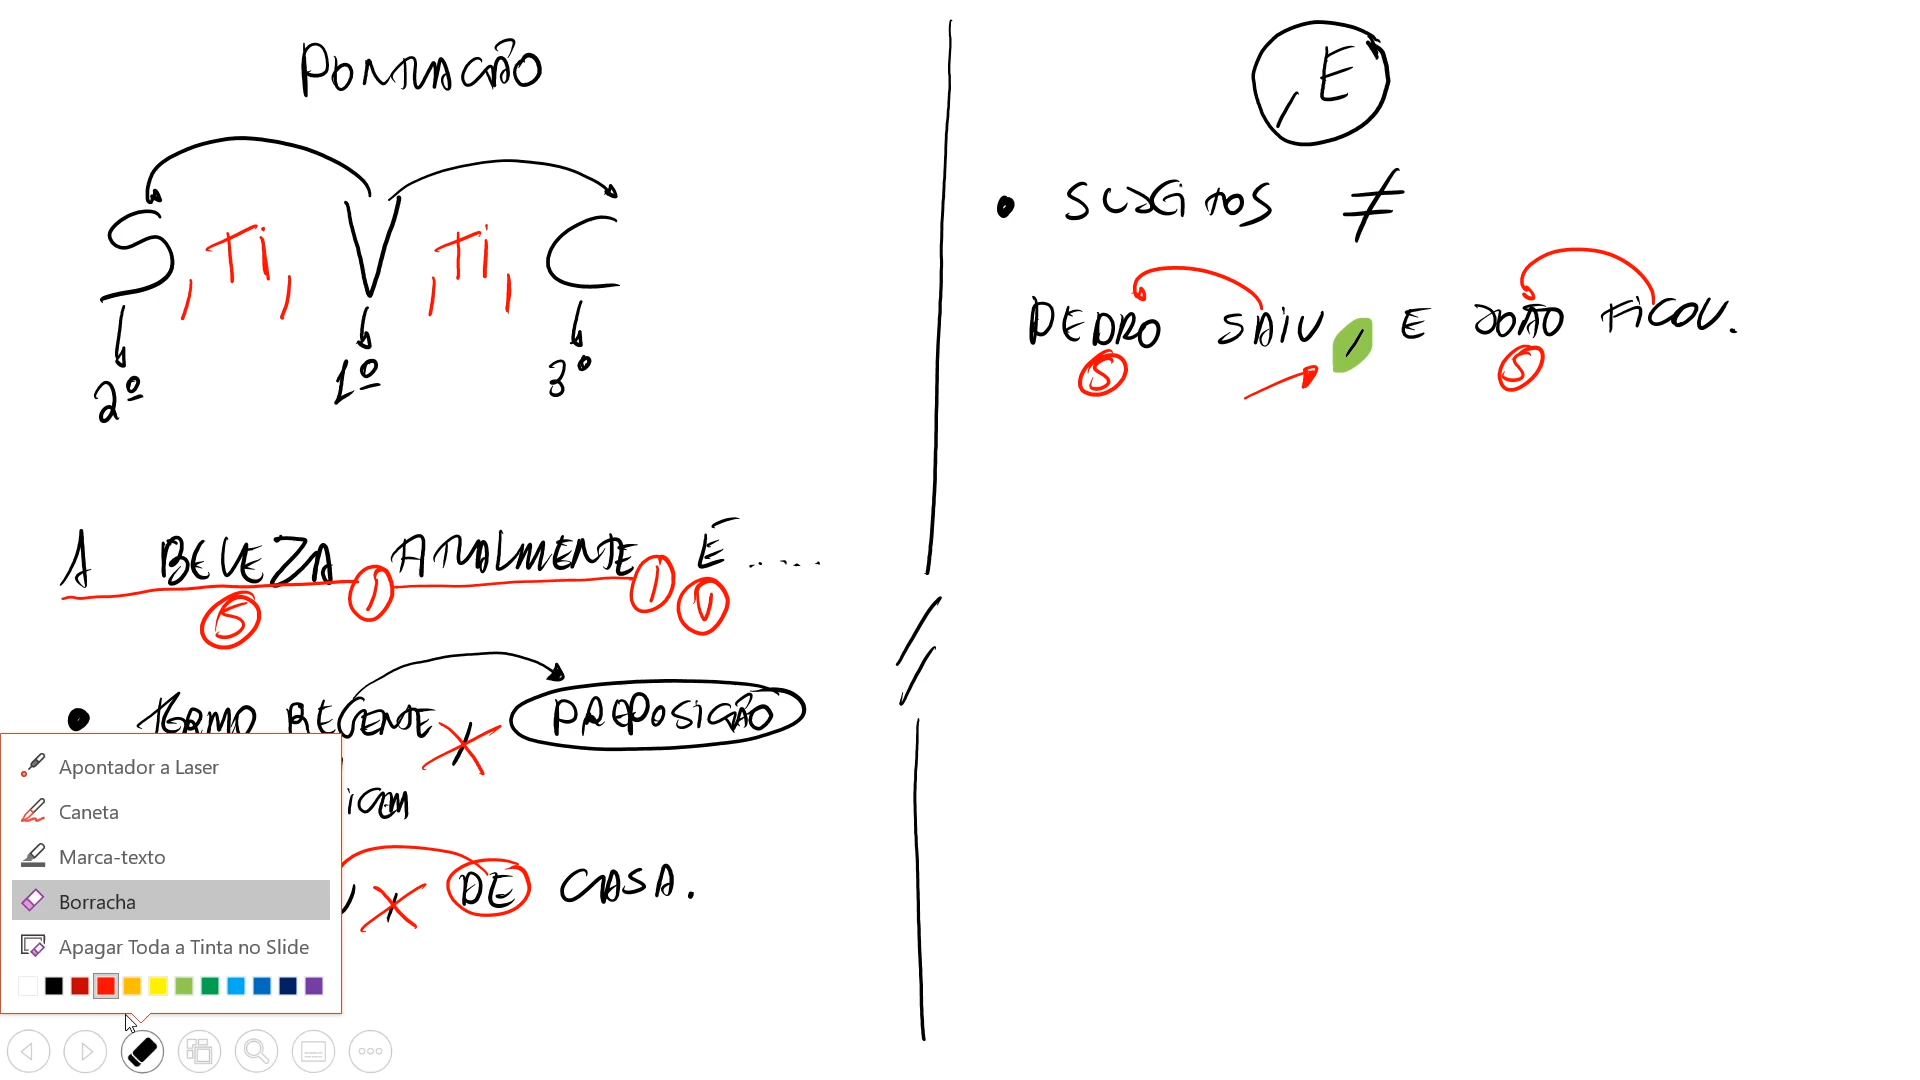 PONTUAÇÃO
S , TI , V , TI , C
2º 1º 3º
A BELEZA , ATUALMENTE , É .....
S V
• TERMO REGENTE X , PREPOSIÇÃO
ICAM
X , DE CASA.
, E
• SUJEITOS ≠
PEDRO SAIU , E JOÃO FICOU.
S S
Apontador a Laser
Caneta
Marca-texto
Borracha
Apagar Toda a Tinta no Slide